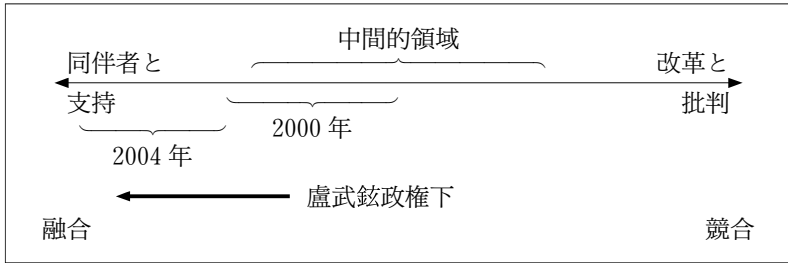 中間的領域
同伴者と
改革と
支持
批判
2000 年
2004 年
盧武鉉政権下
融合
競合